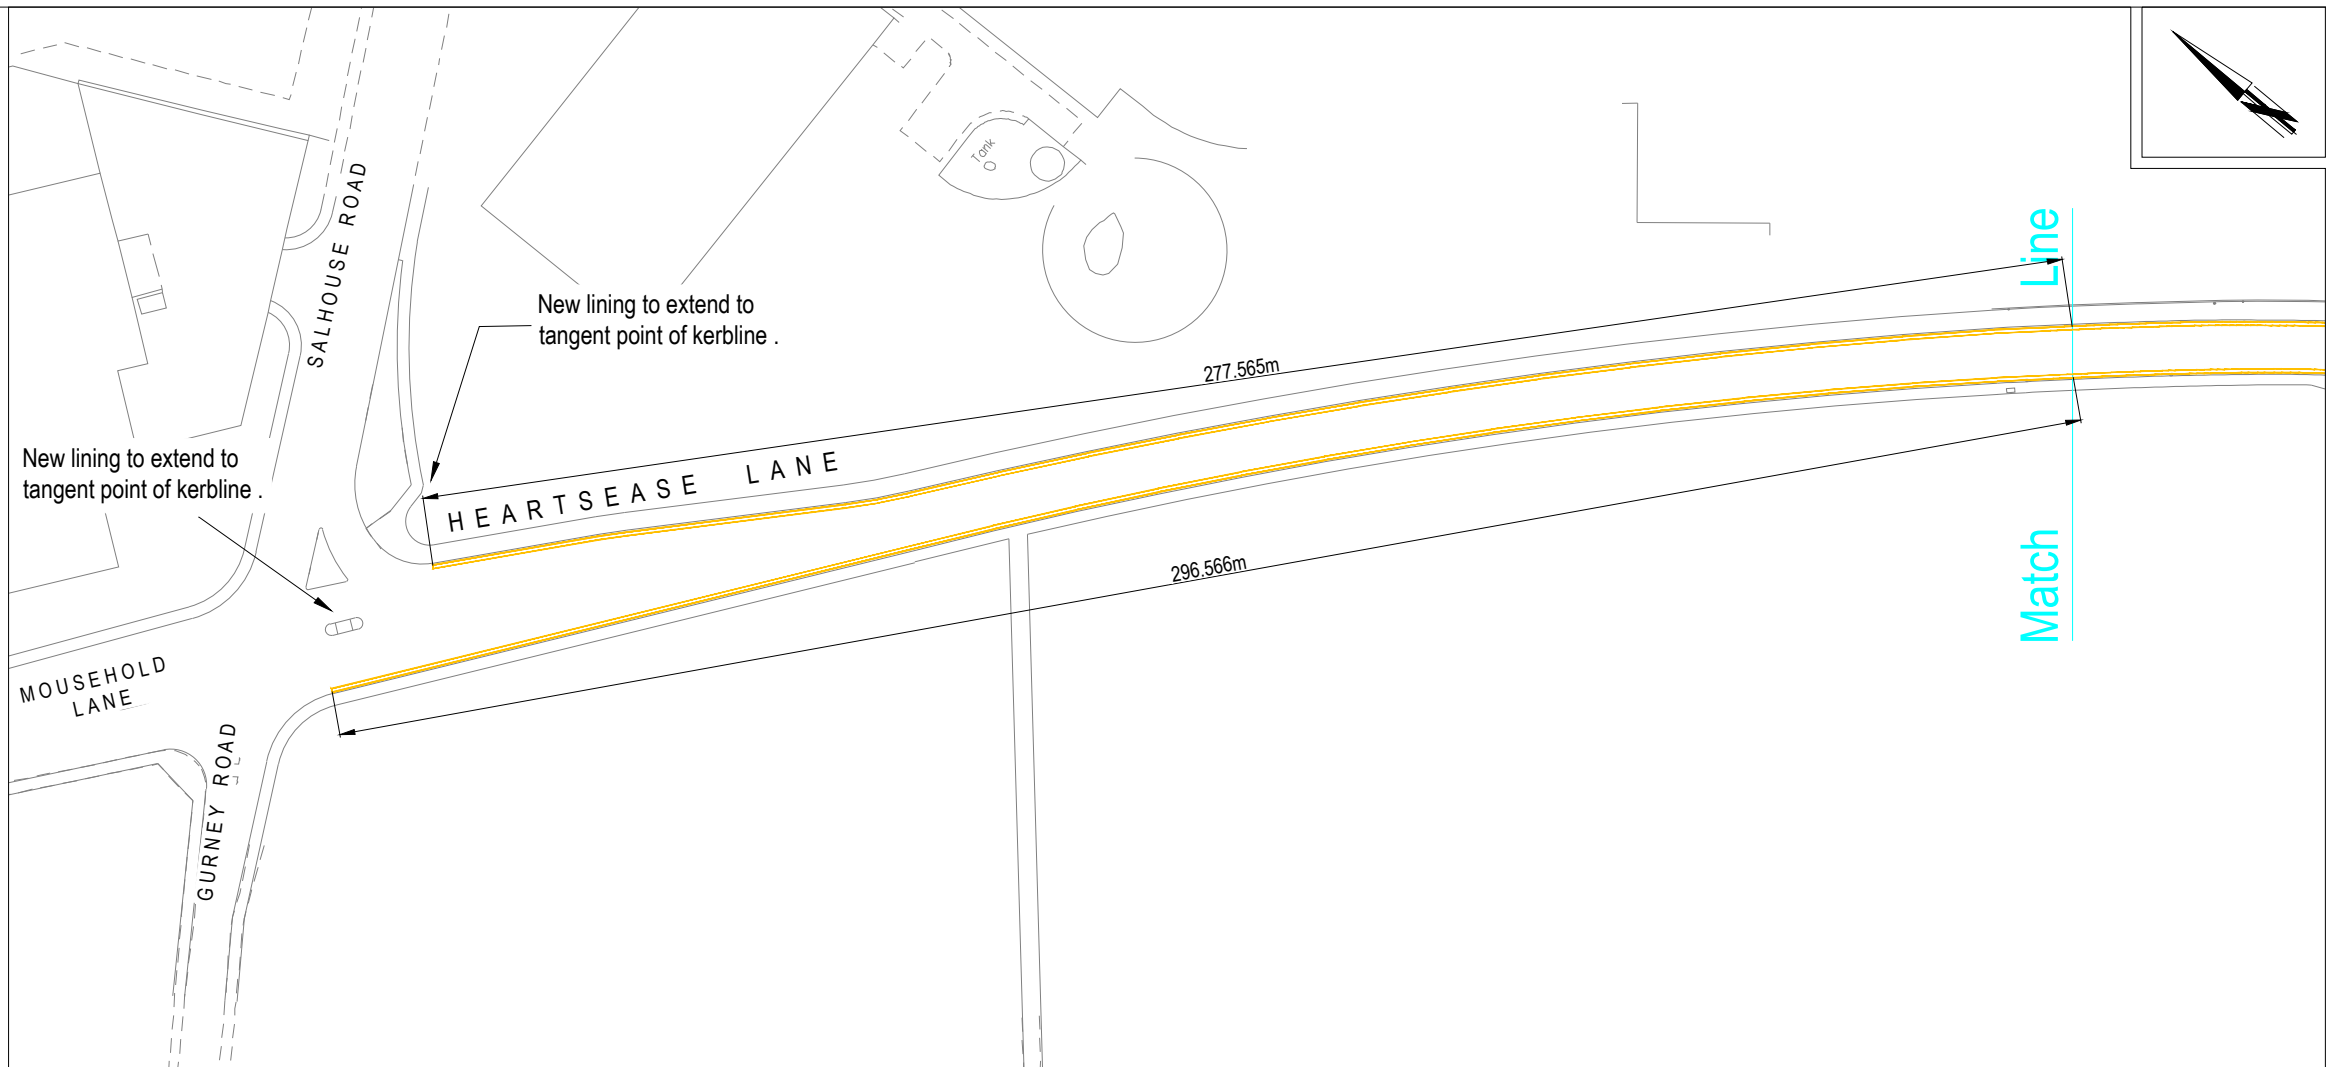 Tank
SALHOUSE ROAD
New lining to extend to
tangent point of kerbline .
Match Line
277.565m
HEARTSEASE LANE
New lining to extend to
tangent point of kerbline .
296.566m
MOUSEHOLD
LANE
GURNEY ROAD